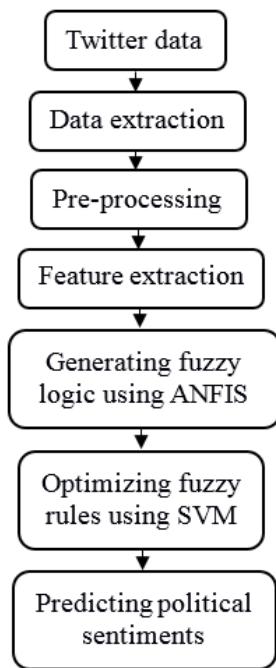 Twitter data
Data extraction
Pre-processing
Feature extraction
Generating fuzzy
logic using ANFIS
Optimizing fuzzy
rules using SVM
Predicting political
sentiments